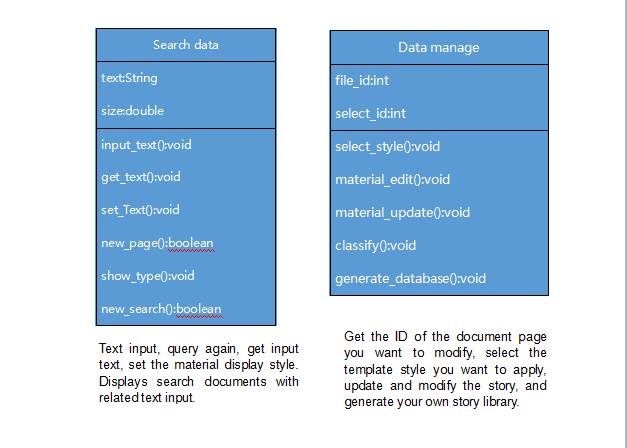 Search data
text:String
size:double
input_text():void
get_text():void
set_Text():void
new_page():boolean
show_type():void
new_search():boolean
Text input, query again, get input
text, set the material display style.
Displays search documents with
related text input.
Data manage
file_id:int
select_id:int
select_style():void
material_edit():void
material_update():void
classify():void
generate_database():void
Get the ID of the document page
you want to modify, select the
template style you want to apply,
update and modify the story, and
generate your own story library.